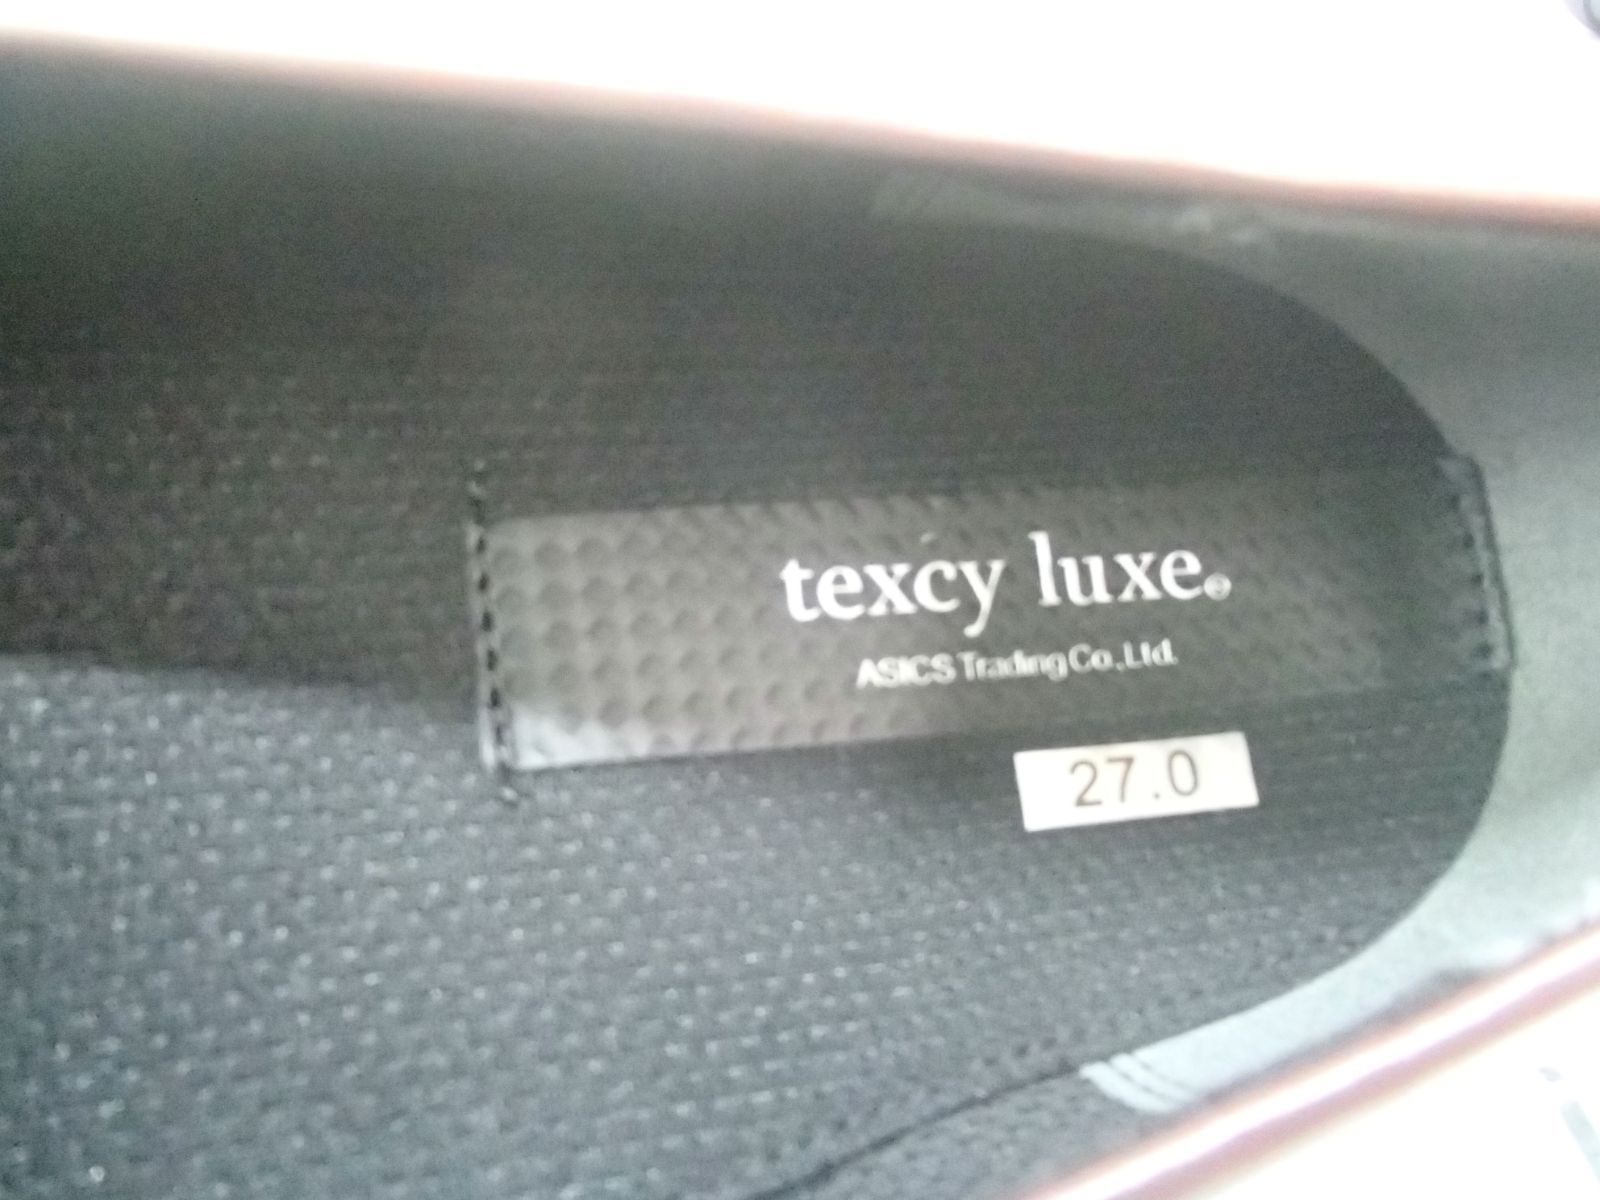 texcy luxe®
ASICS Trading Co.,Ltd.
27.0